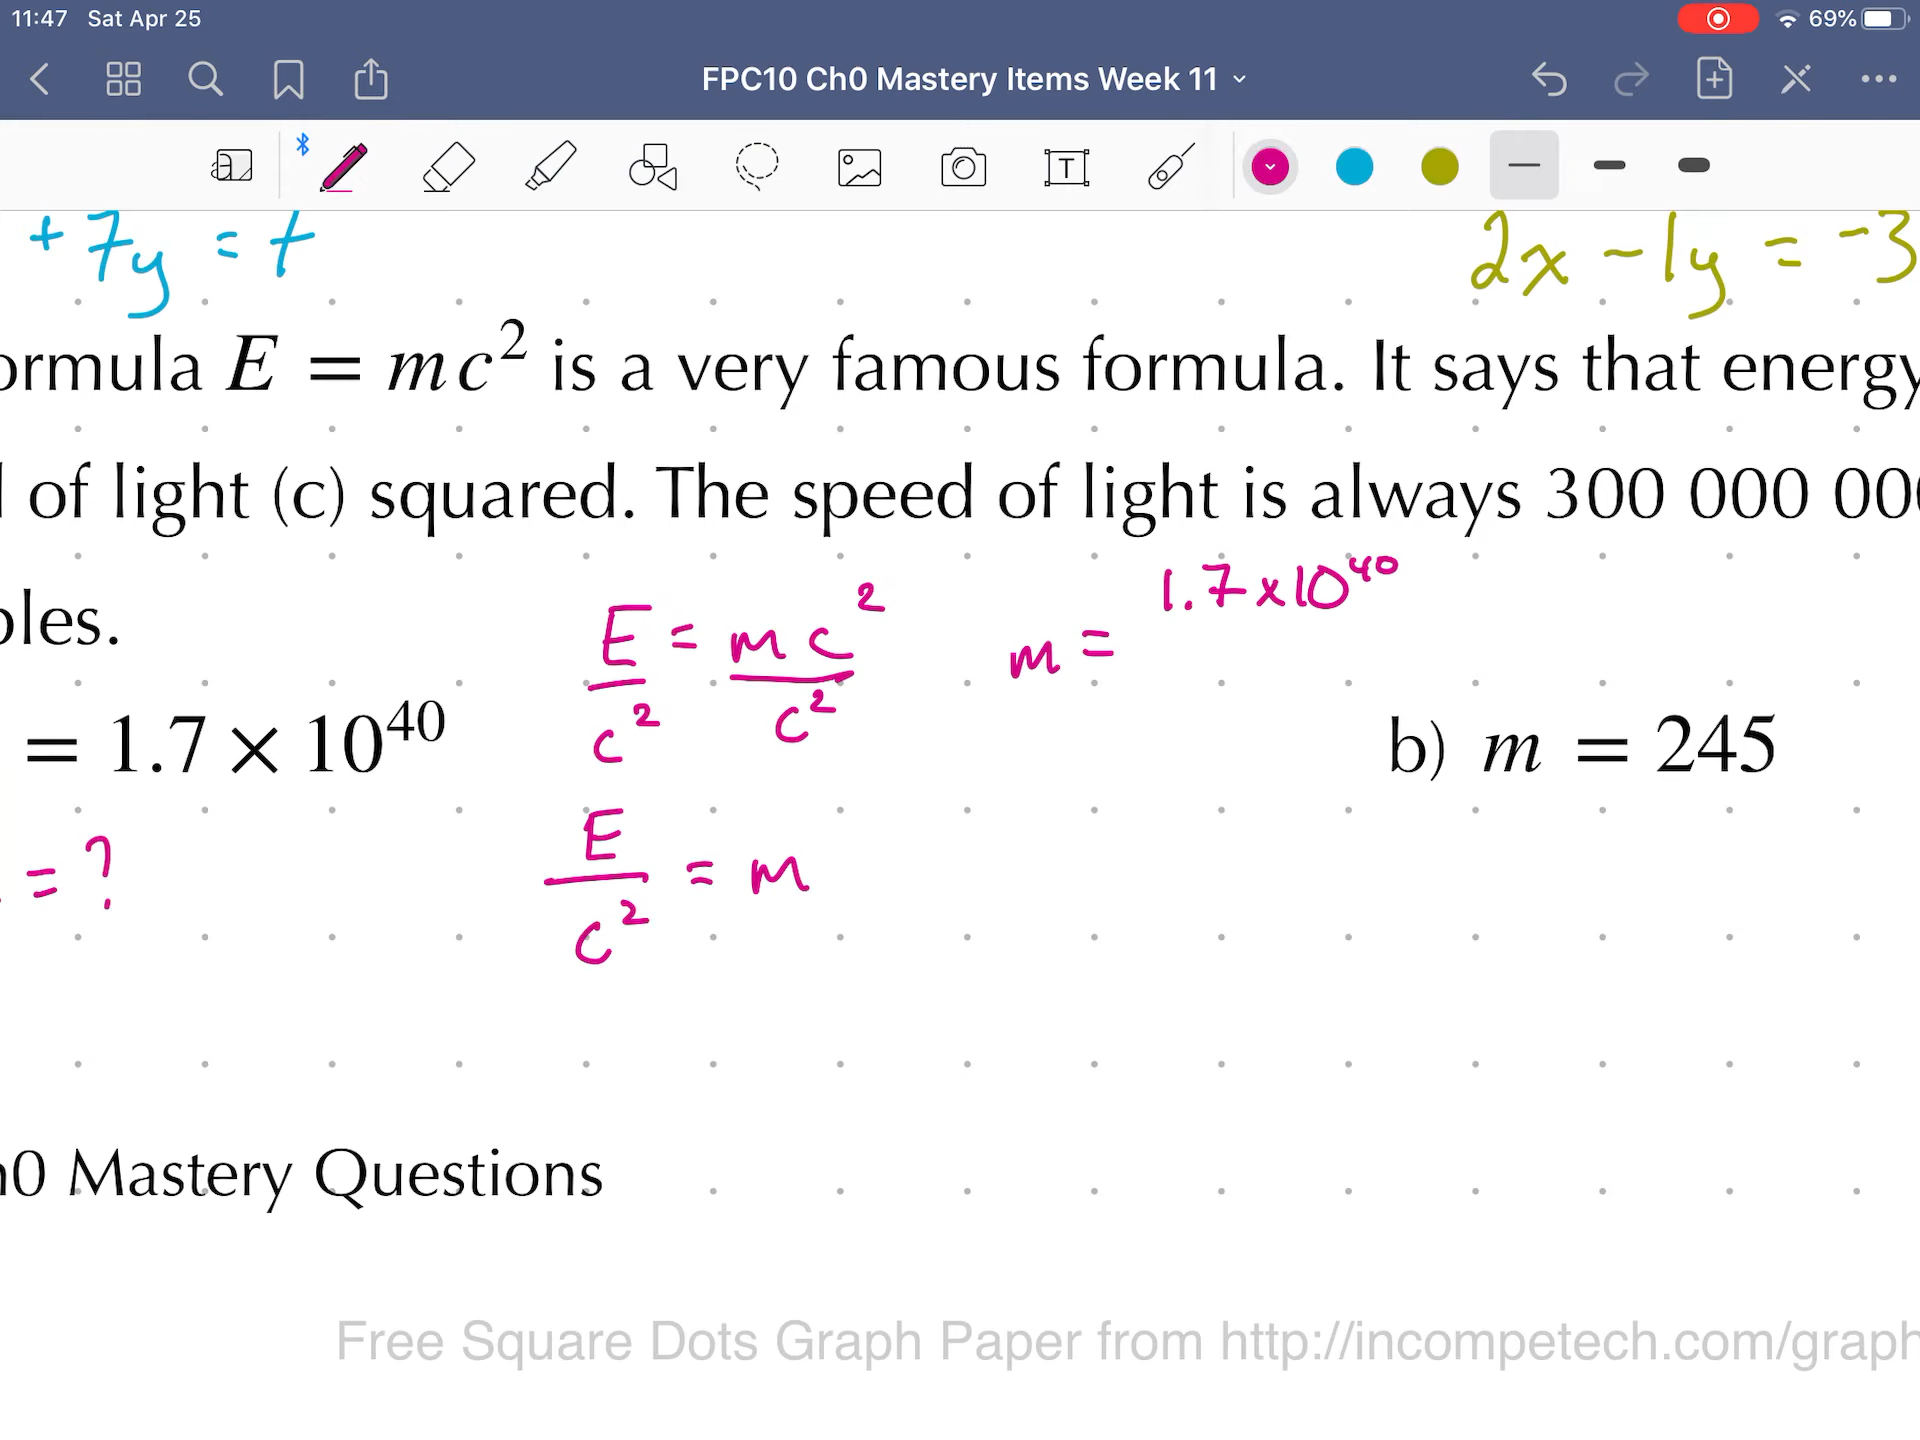 11:47 Sat Apr 25 69%
FPC10 Ch0 Mastery Items Week 11
T
+7y = 2x - 1y = -3
ormula E = mc² is a very famous formula. It says that energy
of light (c) squared. The speed of light is always 300 000 00
1.7 x 10⁴⁰
E/c² = mc²/c² m =
= 1.7 × 10⁴⁰ b) m = 245
= ? E/c² = m
h0 Mastery Questions
Free Square Dots Graph Paper from http://incompetech.com/graph